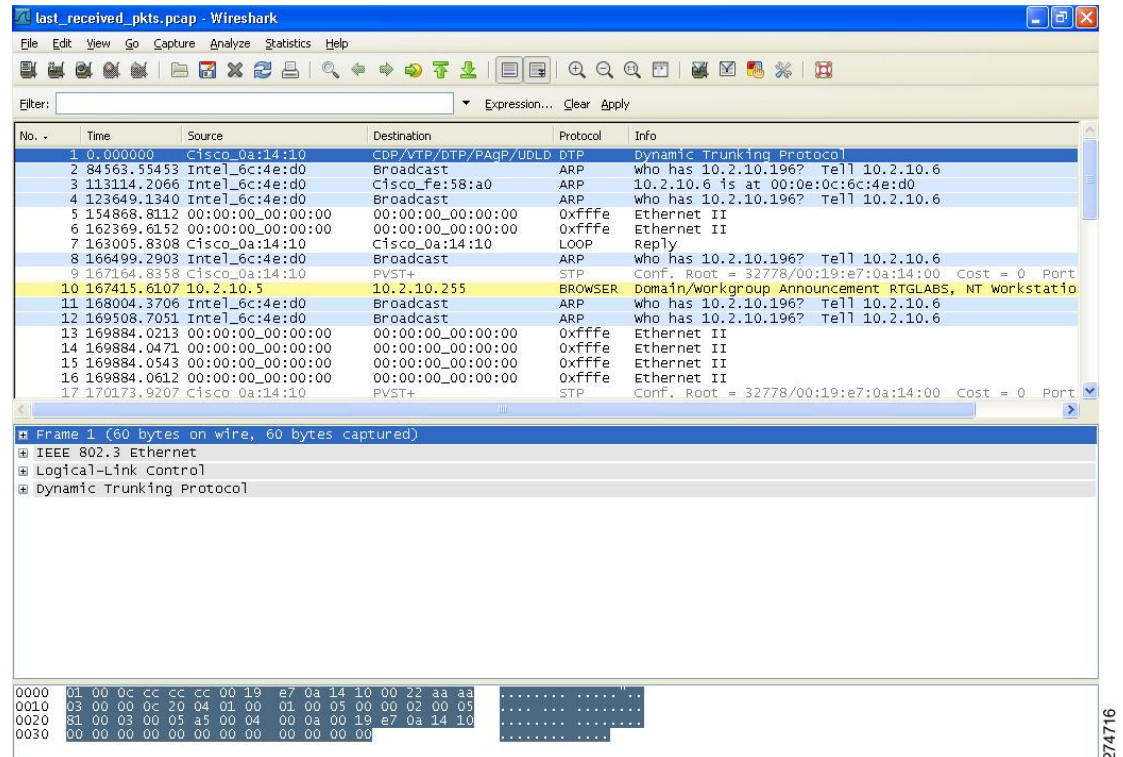 last_received_pkts.pcap - Wireshark
File Edit View Go Capture Analyze Statistics Help
Filter: Expression... Clear Apply
No. - Time Source Destination Protocol Info
1 0.000000 Cisco_0a:14:10 CDP/VTP/DTP/PAgP/UDLD DTP Dynamic Trunking Protocol
2 84563.55453 Intel_6c:4e:d0 Broadcast ARP who has 10.2.10.196? Tell 10.2.10.6
3 113114.2066 Intel_6c:4e:d0 Cisco_fe:58:a0 ARP 10.2.10.6 is at 00:0e:0c:6c:4e:d0
4 123649.1340 Intel_6c:4e:d0 Broadcast ARP who has 10.2.10.196? Tell 10.2.10.6
5 154868.8112 00:00:00_00:00:00 00:00:00_00:00:00 0xfffe Ethernet II
6 162369.6152 00:00:00_00:00:00 00:00:00_00:00:00 0xfffe Ethernet II
7 163005.8308 Cisco_0a:14:10 Cisco_0a:14:10 LOOP Reply
8 166499.2903 Intel_6c:4e:d0 Broadcast ARP who has 10.2.10.196? Tell 10.2.10.6
9 167164.8358 Cisco_0a:14:10 PVST+ STP Conf. Root = 32778/00:19:e7:0a:14:00 Cost = 0 Port
10 167415.6107 10.2.10.5 10.2.10.255 BROWSER Domain/Workgroup Announcement RTGLABS, NT Workstatio
11 168004.3706 Intel_6c:4e:d0 Broadcast ARP who has 10.2.10.196? Tell 10.2.10.6
12 169508.7051 Intel_6c:4e:d0 Broadcast ARP who has 10.2.10.196? Tell 10.2.10.6
13 169884.0213 00:00:00_00:00:00 00:00:00_00:00:00 0xfffe Ethernet II
14 169884.0471 00:00:00_00:00:00 00:00:00_00:00:00 0xfffe Ethernet II
15 169884.0543 00:00:00_00:00:00 00:00:00_00:00:00 0xfffe Ethernet II
16 169884.0612 00:00:00_00:00:00 00:00:00_00:00:00 0xfffe Ethernet II
17 170173.9207 Cisco_0a:14:10 PVST+ STP Conf. Root = 32778/00:19:e7:0a:14:00 Cost = 0 Port
Frame 1 (60 bytes on wire, 60 bytes captured)
IEEE 802.3 Ethernet
Logical-Link Control
Dynamic Trunking Protocol
0000 01 00 0c cc cc cc 00 19 e7 0a 14 10 00 22 aa aa ........ ....."..
0010 03 00 00 0c 20 04 01 00 01 00 05 00 00 02 00 05 .... ... ........
0020 81 00 03 00 05 a5 00 04 00 0a 00 19 e7 0a 14 10 ........ ........
0030 00 00 00 00 00 00 00 00 00 00 00 00 ........ ....
274716